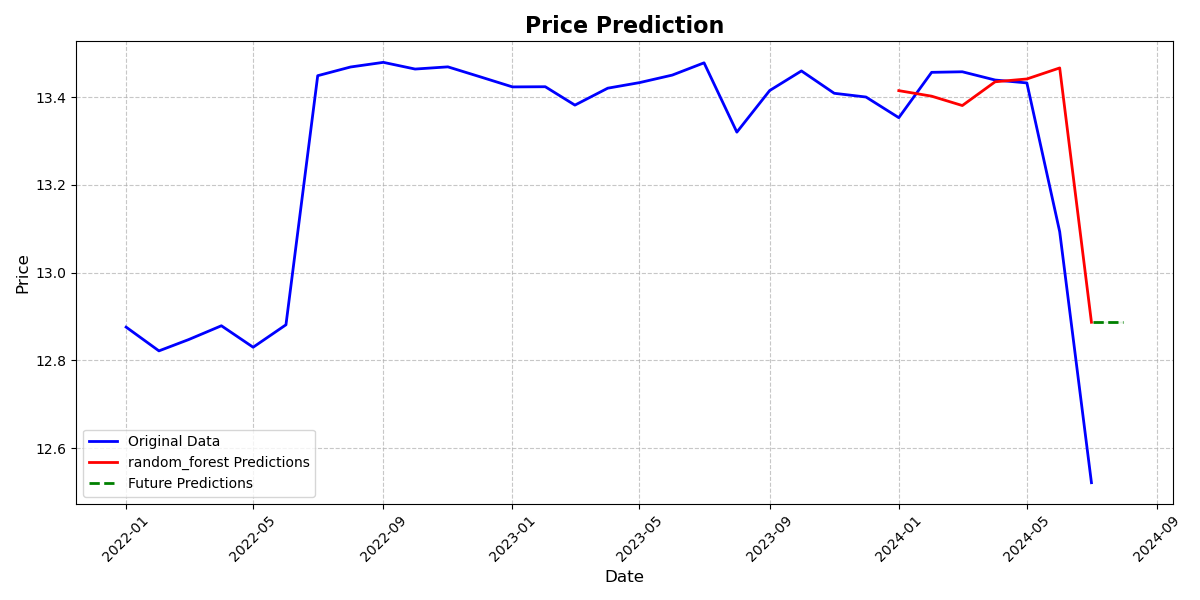 Price Prediction
Price
13.4
13.2
13.0
12.8
12.6
Original Data
random_forest Predictions
Future Predictions
2022-01
2022-05
2022-09
2023-01
2023-05
2023-09
2024-01
2024-05
2024-09
Date